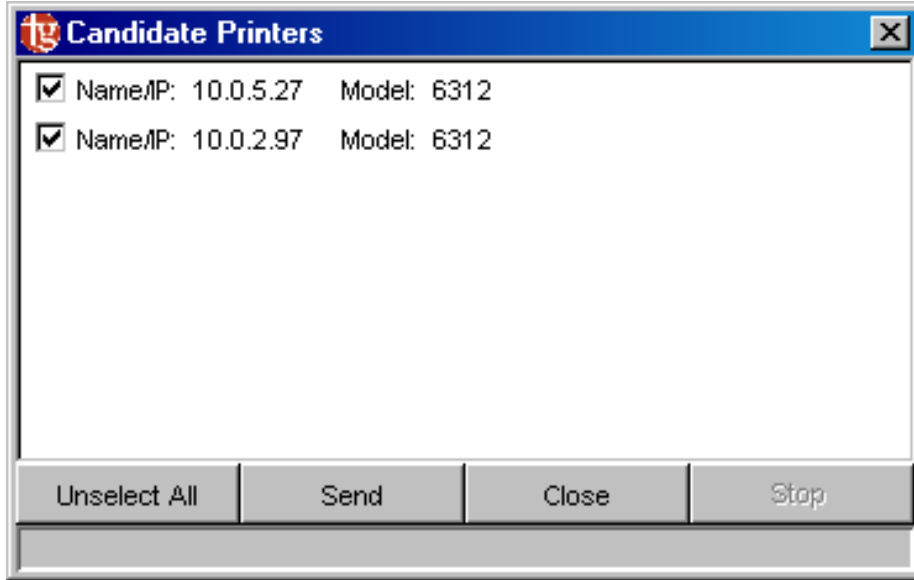 tg Candidate Printers
Name/IP: 10.0.5.27 Model: 6312
Name/IP: 10.0.2.97 Model: 6312
Unselect All Send Close Stop